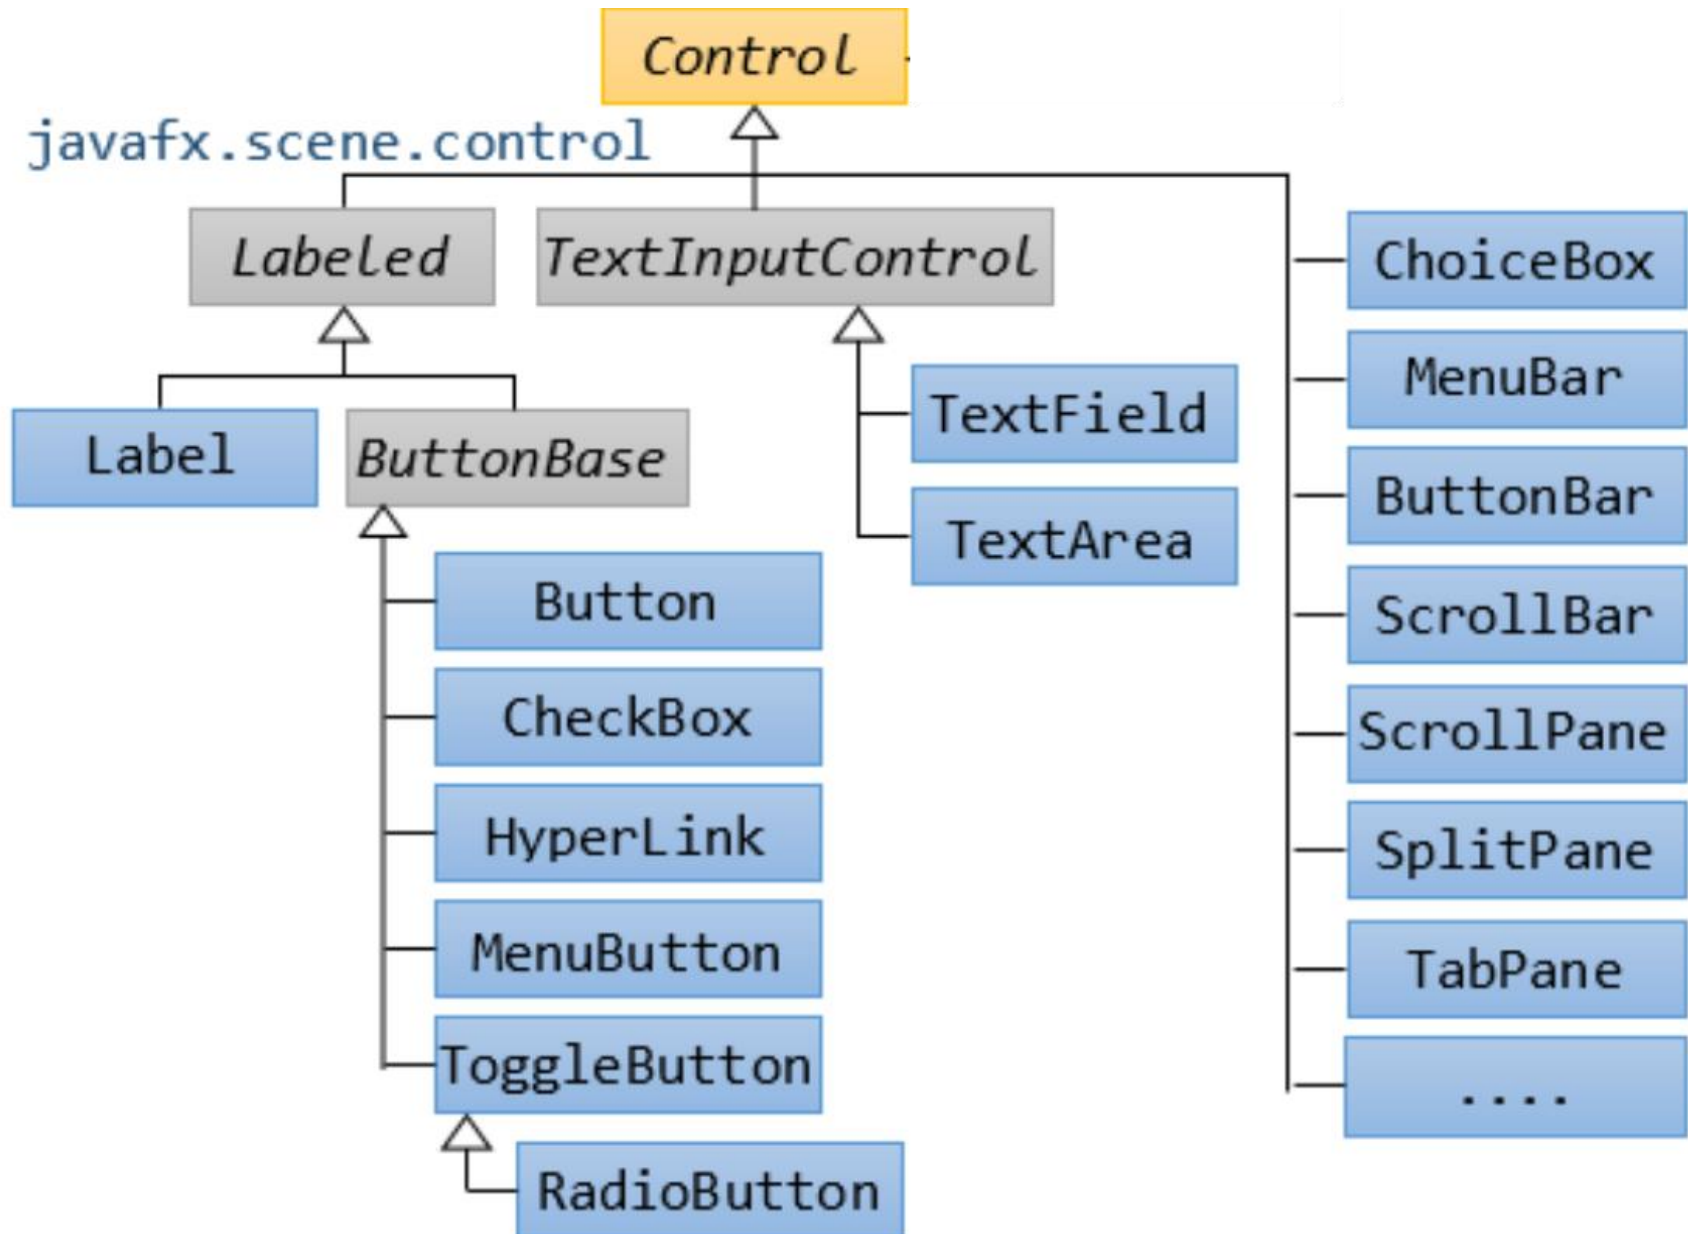 Control
javafx.scene.control
Labeled
TextInputControl
ChoiceBox
MenuBar
TextField
Label
ButtonBase
ButtonBar
TextArea
Button
ScrollBar
CheckBox
ScrollPane
HyperLink
SplitPane
MenuButton
TabPane
ToggleButton
....
RadioButton